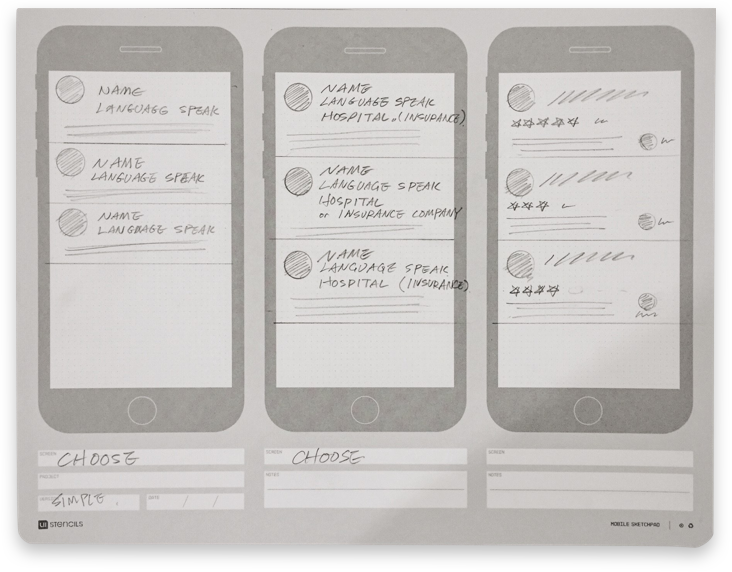 NAME
LANGUAGE SPEAK
NAME
LANGUAGE SPEAK
NAME
LANGUAGE SPEAK
SCREEN CHOOSE
PROJECT
SIMPLE
DATE / /
UI STENCILS
NAME
LANGUAGE SPEAK
HOSPITAL (INSURANCE)
NAME
LANGUAGE SPEAK
HOSPITAL
or INSURANCE COMPANY
NAME
LANGUAGE SPEAK
HOSPITAL (INSURANCE)
SCREEN CHOOSE
NOTES
SCREEN
NOTES
MOBILE SKETCHPAD